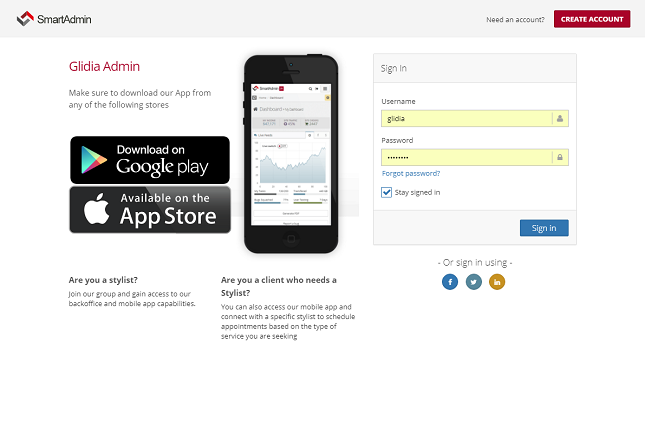 SmartAdmin
Need an account?
CREATE ACCOUNT
Glidia Admin
Make sure to download our App from
any of the following stores
Download on
Google play
Available on the
App Store
SmartAdmin
Dashboard
Are you a stylist?
Join our group and gain access to our
backoffice and mobile app capabilities.
Are you a client who needs a
Stylist?
You can also access our mobile app and
connect with a specific stylist to schedule
appointments based on the type of
service you are seeking
Sign in
Username
glidia
Password
••••••••
Forgot password?
Stay signed in
Sign in
- Or sign in using -